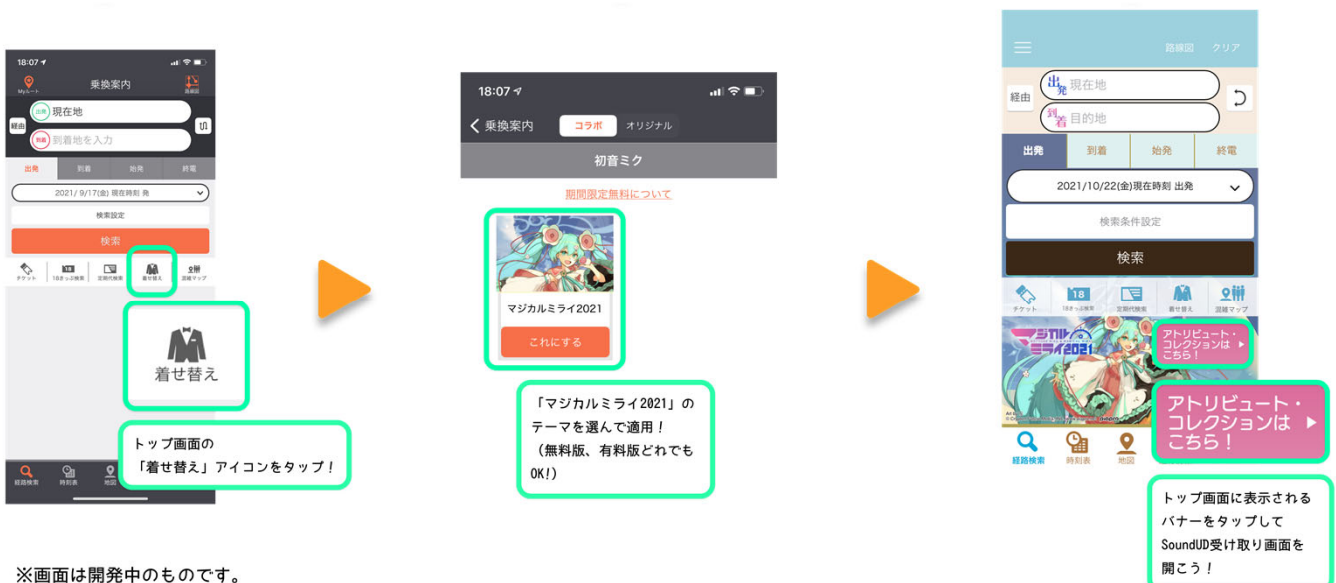 18:07
Myルート
乗換案内
路線図
出発 現在地
経由
到着 到着地を入力
出発 到着 始発 終電
2021/ 9/17(金) 現在時刻 発
検索設定
検索
チケット 18きっぷ検索 定期代検索 着せ替え 混雑マップ
着せ替え
トップ画面の
「着せ替え」アイコンをタップ!
経路検索 時刻表 地図
※画面は開発中のものです。
18:07
乗換案内 コラボ オリジナル
初音ミク
期間限定無料について
マジカルミライ2021
これにする
「マジカルミライ2021」の
テーマを選んで適用!
(無料版、有料版どれでも
OK!)
路線図 クリア
出発 現在地
経由
到着 目的地
出発 到着 始発 終電
2021/10/22(金)現在時刻 出発
検索条件設定
検索
18
チケット 18きっぷ検索 定期代検索 着せ替え 混雑マップ
マジカル
ミライ2021
アトリビュート・
コレクションは
こちら!
アトリビュート・
コレクションは
こちら!
経路検索 時刻表 地図
トップ画面に表示される
バナーをタップして
SoundUD受け取り画面を
開こう!